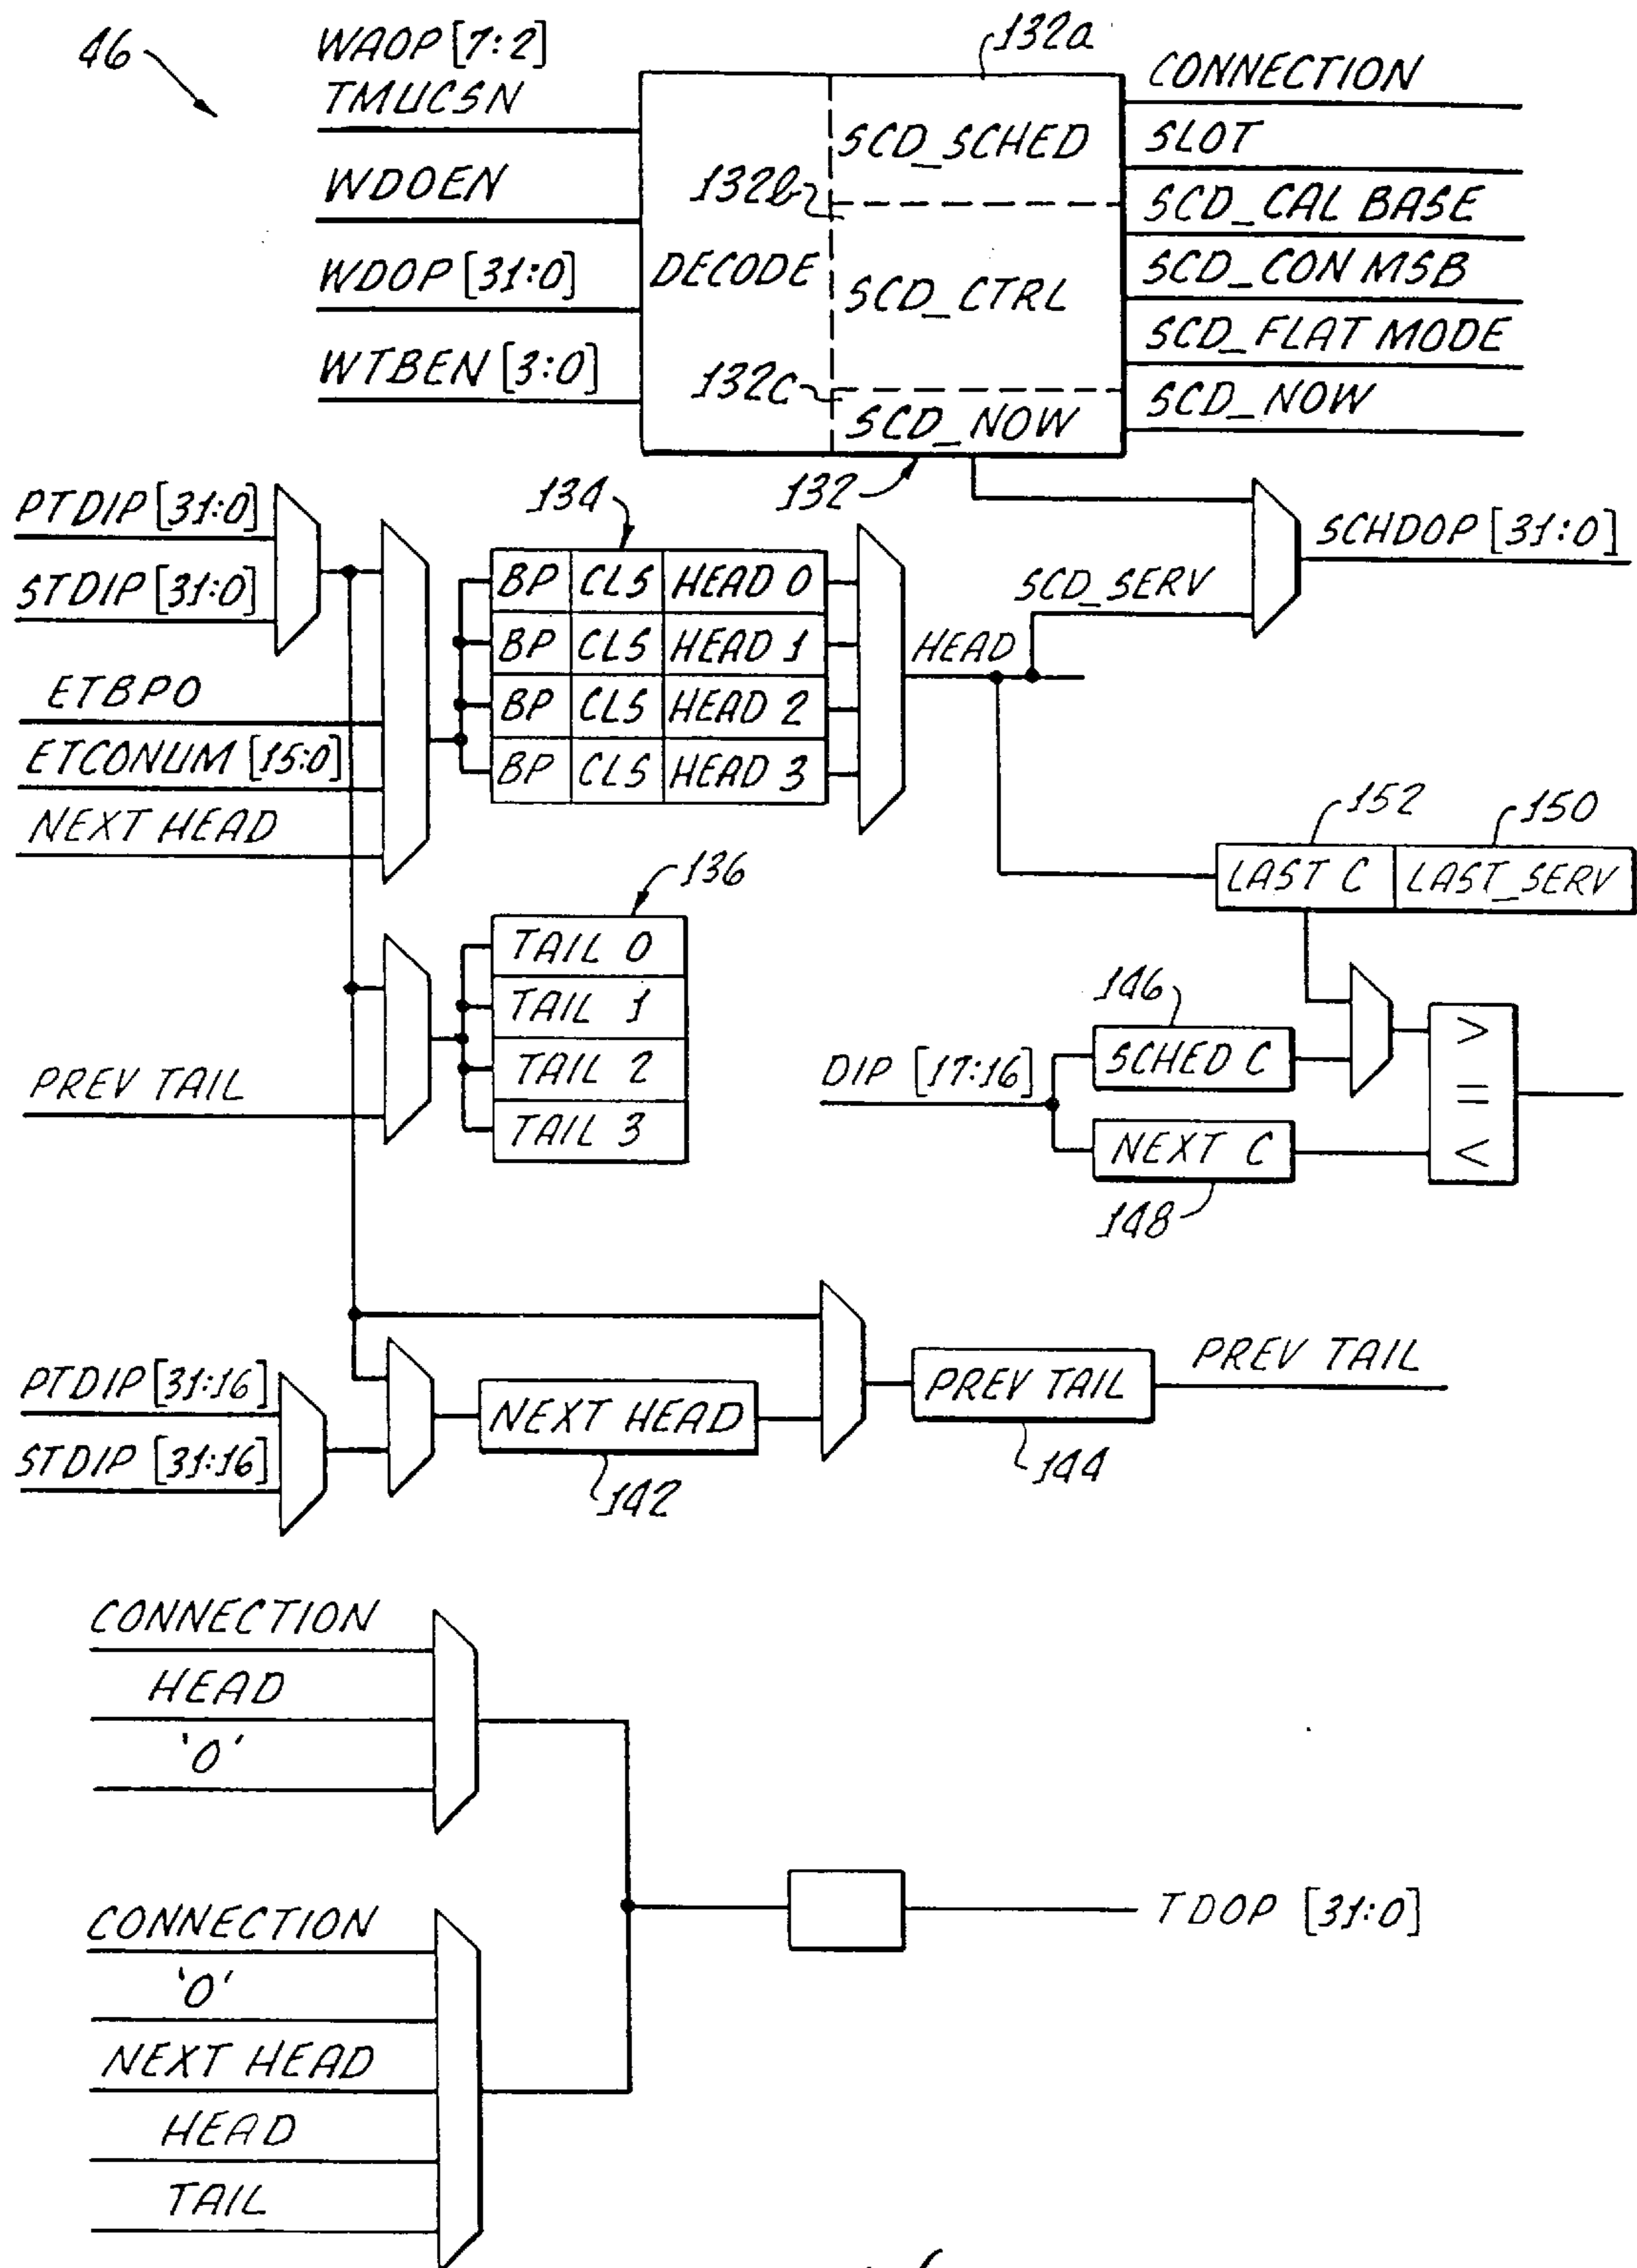 46
WAOP [7:2]
TMUCSN
WDOEN
WDOP [31:0]
WTBEN [3:0]
DECODE
132a
SCD_SCHED
132b
SCD_CTRL
132c
SCD_NOW
132
CONNECTION
SLOT
SCD_CAL BASE
SCD_CON MSB
SCD_FLAT MODE
SCD_NOW
PTDIP [31:0]
STDIP [31:0]
ETBPO
ETCONUM [15:0]
NEXT HEAD
134
BP CLS HEAD 0
BP CLS HEAD 1
BP CLS HEAD 2
BP CLS HEAD 3
HEAD
SCD_SERV
SCHDOP [31:0]
152
150
LAST C LAST_SERV
136
TAIL 0
TAIL 1
TAIL 2
TAIL 3
PREV TAIL
DIP [17:16]
146
SCHED C
NEXT C
148
>
=
<
PTDIP [31:16]
STDIP [31:16]
NEXT HEAD
142
PREV TAIL
144
PREV TAIL
CONNECTION
HEAD
'0'
CONNECTION
'0'
NEXT HEAD
HEAD
TAIL
TDOP [31:0]